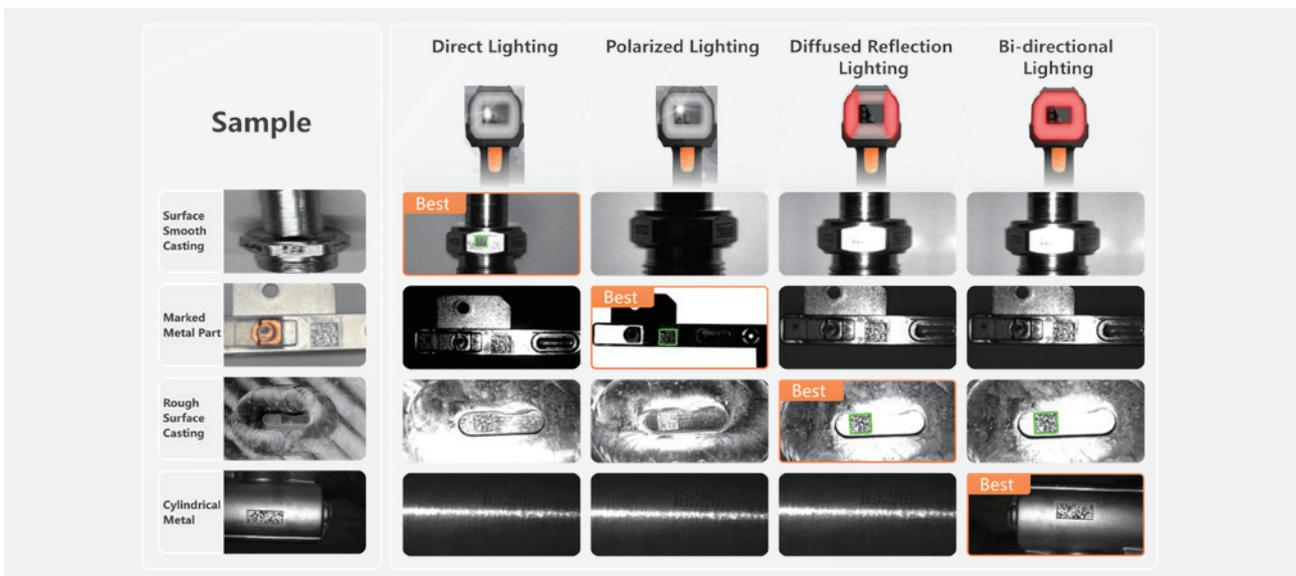 Direct Lighting
Polarized Lighting
Diffused Reflection
Lighting
Bi-directional
Lighting
Sample
Surface
Smooth
Casting
Best
Marked
Metal Part
Best
Rough
Surface
Casting
Best
Cylindrical
Metal
Best